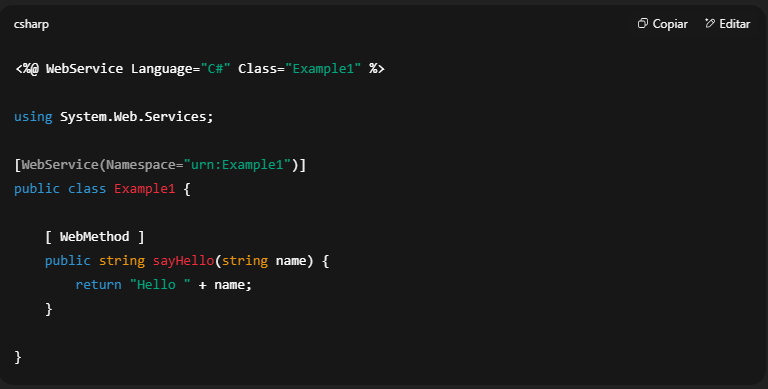 csharp Copiar Editar
<%@ WebService Language="C#" Class="Example1" %>
using System.Web.Services;
[WebService(Namespace="urn:Example1")]
public class Example1 {
[ WebMethod ]
public string sayHello(string name) {
return "Hello " + name;
}
}